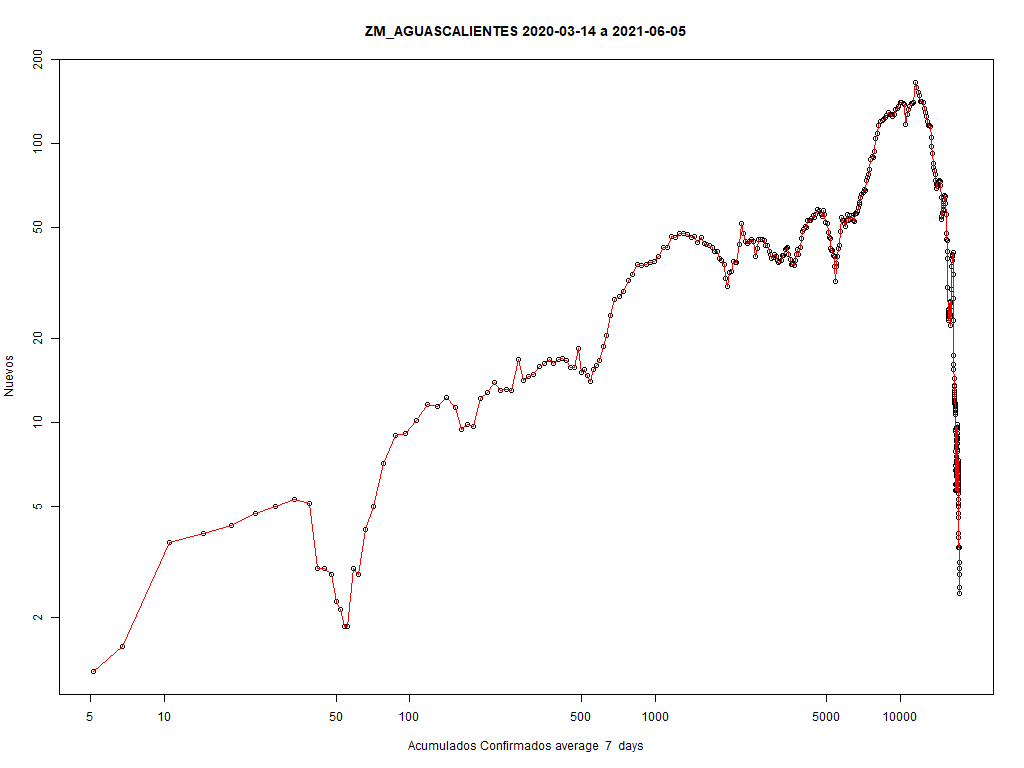 ZM_AGUASCALIENTES 2020-03-14 a 2021-06-05
200
100
50
20
10
5
2
Nuevos
5 10 50 100 500 1000 5000 10000
Acumulados Confirmados average 7 days